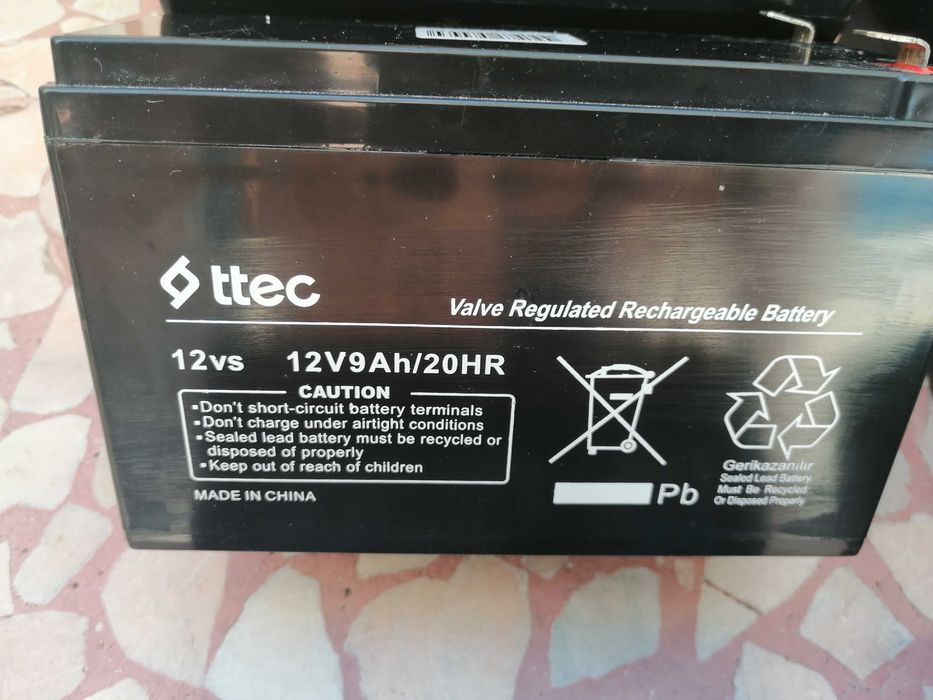 ttec
Valve Regulated Rechargeable Battery
12vs 12V9Ah/20HR
CAUTION
Don't short-circuit battery terminals
Don't charge under airtight conditions
Sealed lead battery must be recycled or
disposed of properly
Keep out of reach of children
MADE IN CHINA
Pb
Gerikazanılır
Sealed Lead Battery
Must Be Recycled
Or Disposed Properly